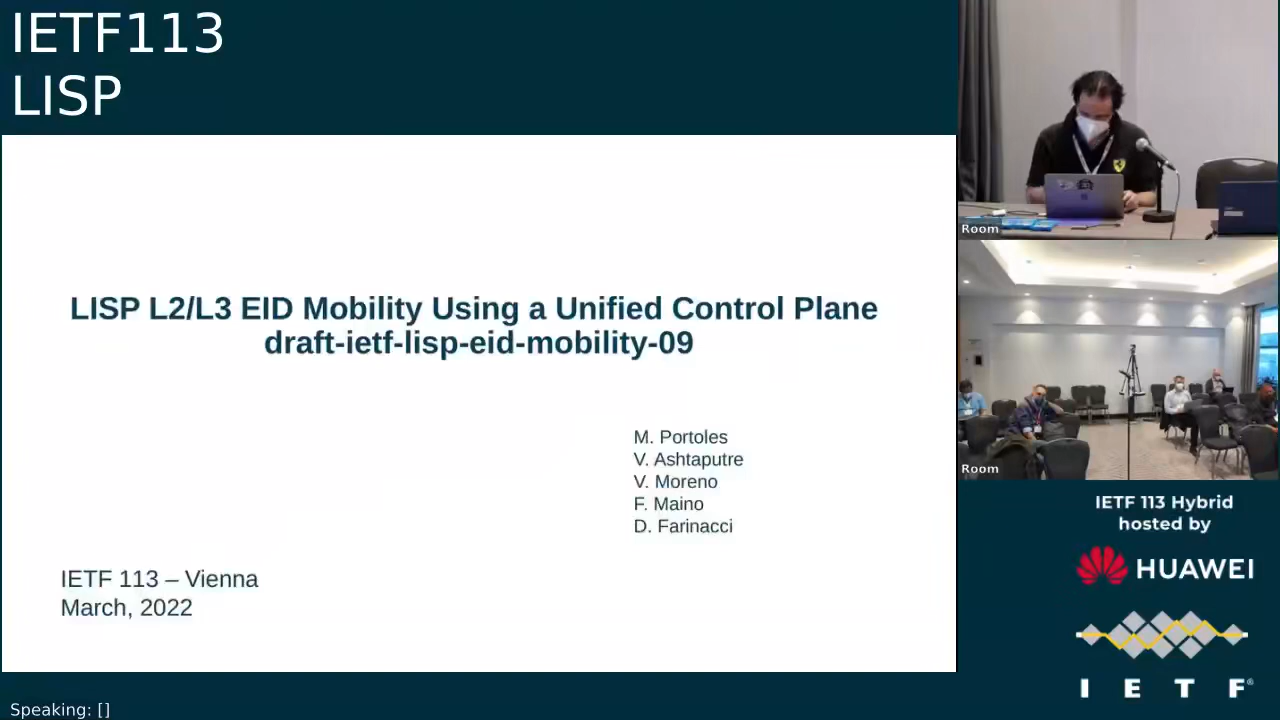 IETF113
LISP
LISP L2/L3 EID Mobility Using a Unified Control Plane
draft-ietf-lisp-eid-mobility-09
M. Portoles
V. Ashtaputre
V. Moreno
F. Maino
D. Farinacci
IETF 113 – Vienna
March, 2022
Room
Room
IETF 113 Hybrid
hosted by
HUAWEI
I E T F®
Speaking: []